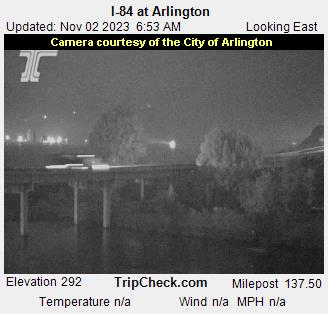 I-84 at Arlington
Updated: Nov 02 2023 6:53 AM Looking East
Camera courtesy of the City of Arlington
Elevation 292 TripCheck.com Milepost 137.50
Temperature n/a Wind n/a MPH n/a